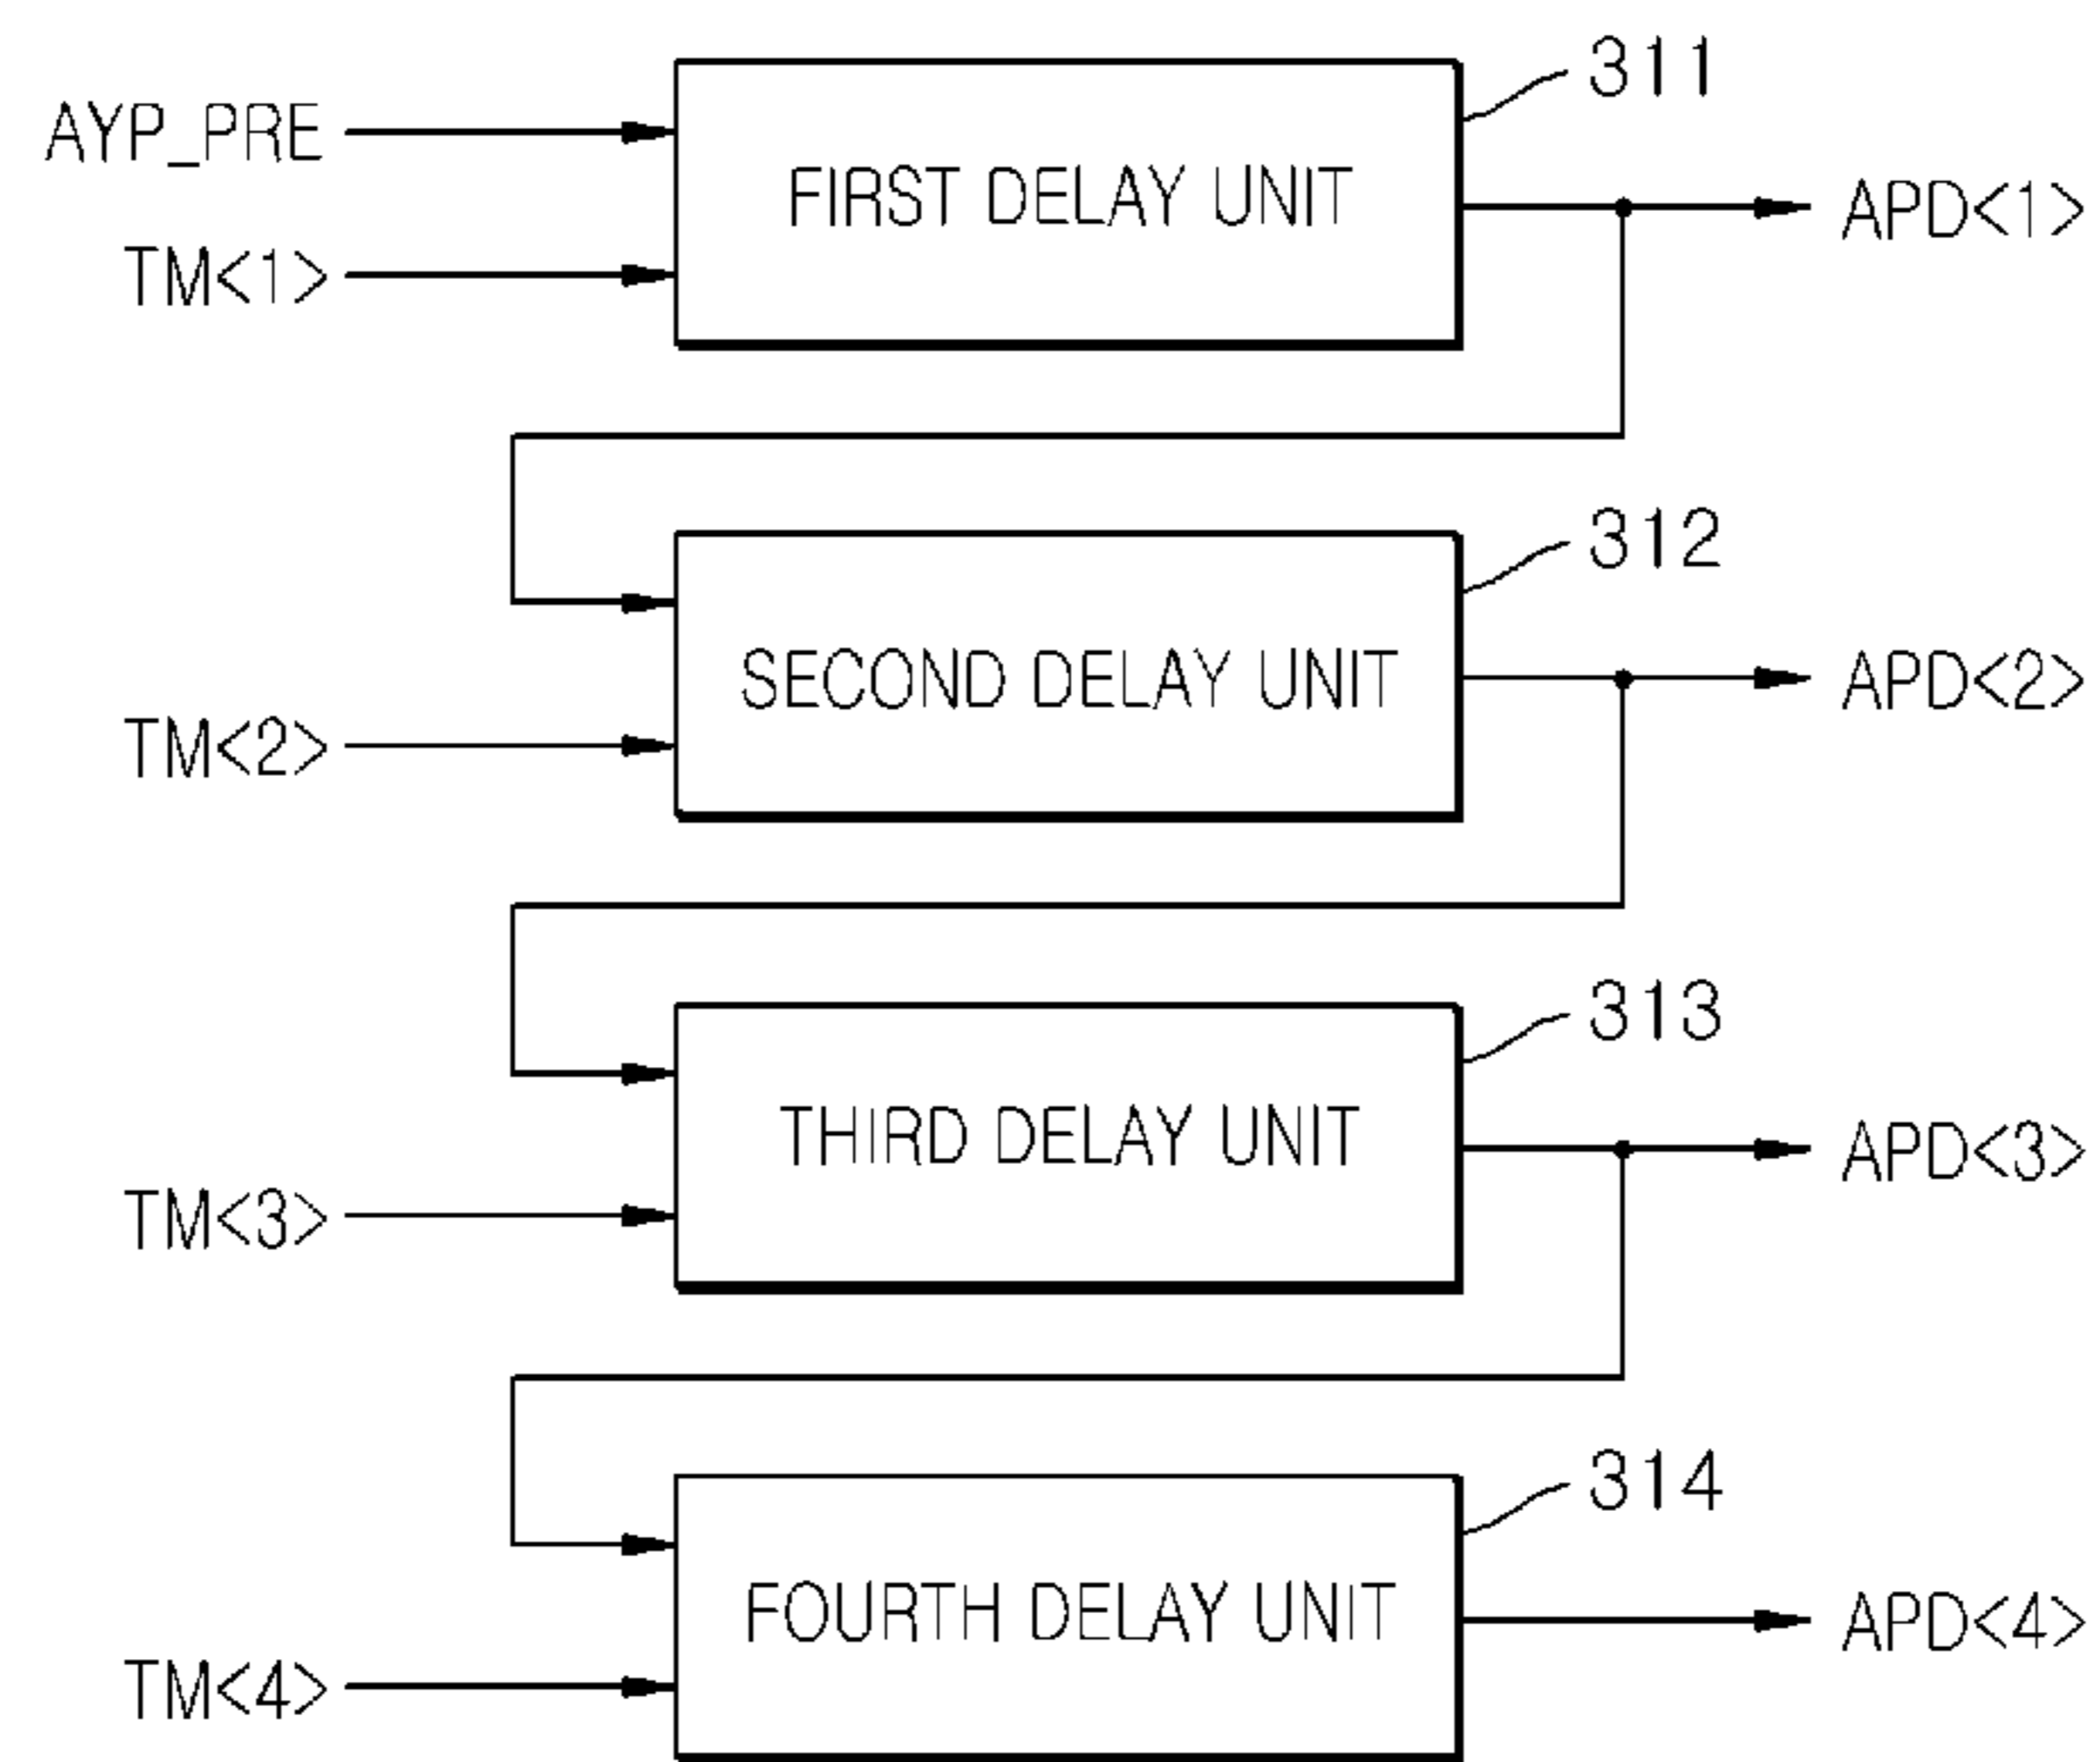 311
AYP_PRE
FIRST DELAY UNIT
APD<1>
TM<1>
312
SECOND DELAY UNIT
APD<2>
TM<2>
313
THIRD DELAY UNIT
APD<3>
TM<3>
314
FOURTH DELAY UNIT
APD<4>
TM<4>